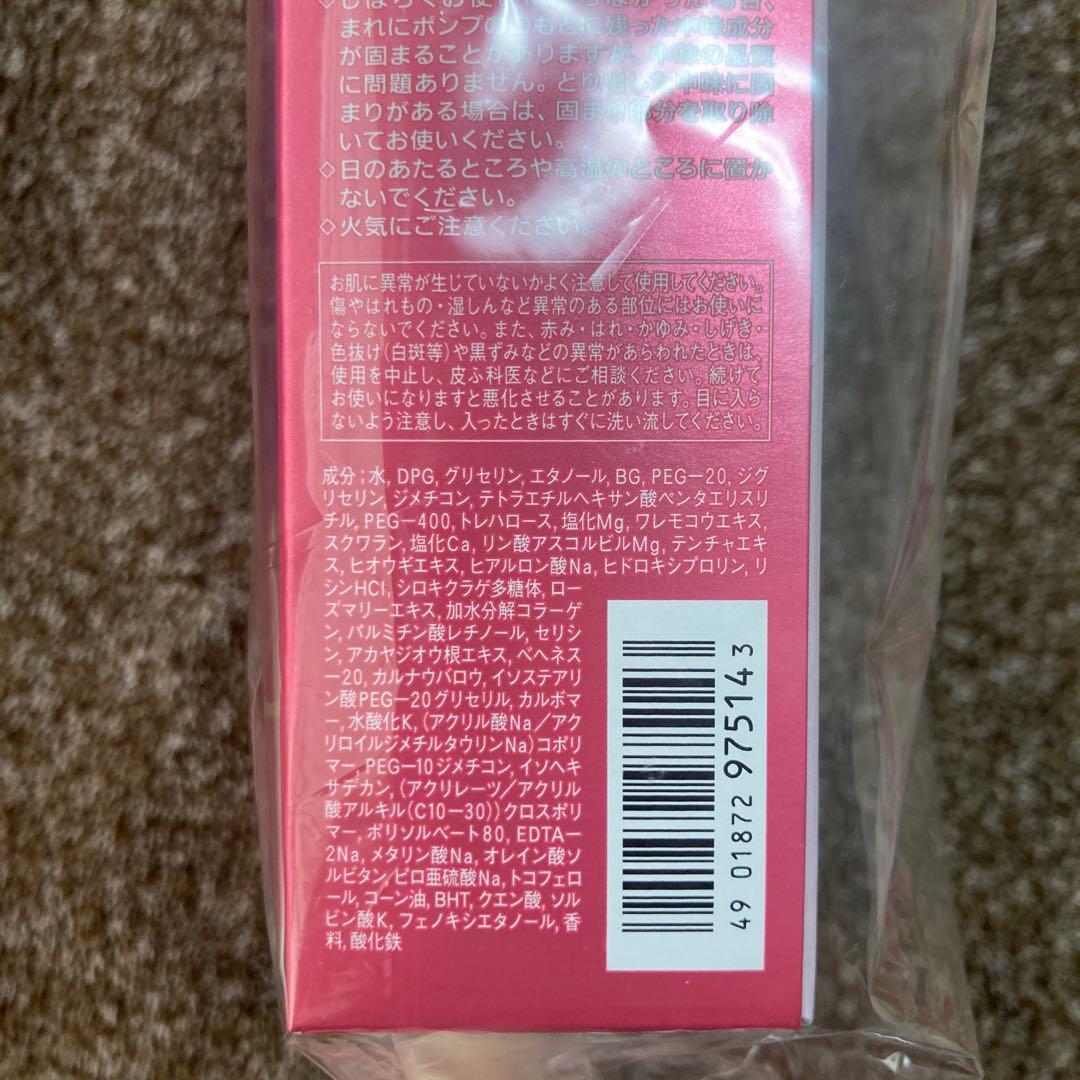 ◇しばらくお使いにならなかった場合、
まれにポンプの口もとに残った中味成分
が固まることがありますが、中味の品質
に問題ありません。とり出した中味に固
まりがある場合は、固まり部分を取り除
いてお使いください。
◇日のあたるところや高温のところに置か
ないでください。
◇火気にご注意ください。
お肌に異常が生じていないかよく注意して使用してください。
傷やはれもの・湿しんなど異常のある部位にはお使いに
ならないでください。また、赤み・はれ・かゆみ・しげき・
色抜け(白斑等)や黒ずみなどの異常があらわれたときは、
使用を中止し、皮ふ科医などにご相談ください。続けて
お使いになりますと悪化させることがあります。目に入ら
ないよう注意し、入ったときはすぐに洗い流してください。
成分：水, DPG, グリセリン, エタノール, BG, PEG−20, ジグ
リセリン, ジメチコン, テトラエチルヘキサン酸ペンタエリスリ
チル, PEG−400, トレハロース, 塩化Mg, ワレモコウエキス,
スクワラン, 塩化Ca, リン酸アスコルビルMg, テンチャエキ
ス, ヒオウギエキス, ヒアルロン酸Na, ヒドロキシプロリン, リ
シンHCl, シロキクラゲ多糖体, ロー
ズマリーエキス, 加水分解コラーゲ
ン, パルミチン酸レチノール, セリシ
ン, アカヤジオウ根エキス, ベヘネス
−20, カルナウバロウ, イソステアリ
ン酸PEG−20グリセリル, カルボマ
ー, 水酸化K, (アクリル酸Na／アク
リロイルジメチルタウリンNa)コポリ
マー, PEG−10ジメチコン, イソヘキ
サデカン, (アクリレーツ／アクリル
酸アルキル(C10−30))クロスポリ
マー, ポリソルベート80, EDTA−
2Na, メタリン酸Na, オレイン酸ソ
ルビタン, ピロ亜硫酸Na, トコフェロ
ール, コーン油, BHT, クエン酸, ソル
ビン酸K, フェノキシエタノール, 香
料, 酸化鉄
49 01872 97514 3